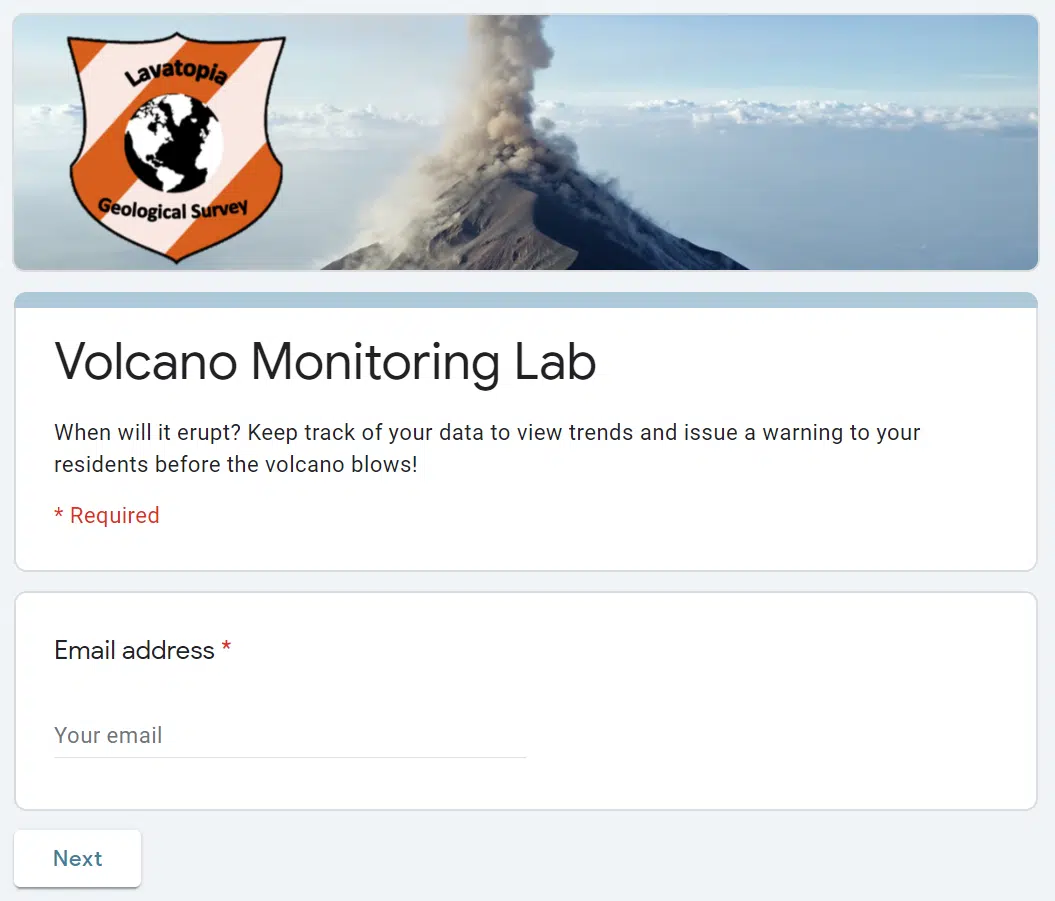 Lavatopia
Geological Survey
Volcano Monitoring Lab
When will it erupt? Keep track of your data to view trends and issue a warning to your
residents before the volcano blows!
* Required
Email address *
Your email
Next